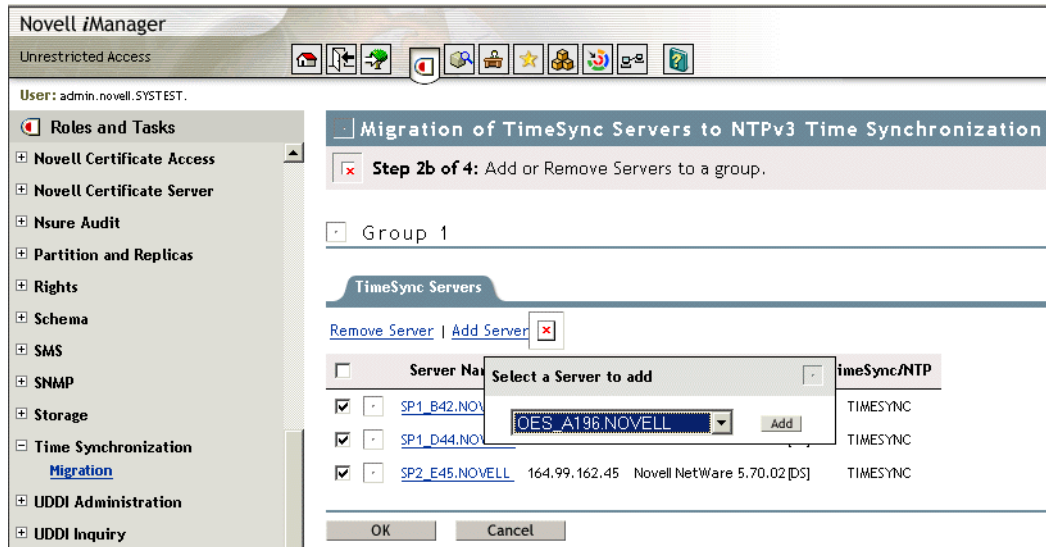 Novell iManager
Unrestricted Access
User: admin.novell.SYSTEST.
Roles and Tasks
Novell Certificate Access
Novell Certificate Server
Nsure Audit
Partition and Replicas
Rights
Schema
SMS
SNMP
Storage
Time Synchronization
Migration
UDDI Administration
UDDI Inquiry
Migration of TimeSync Servers to NTPv3 Time Synchronization
Step 2b of 4: Add or Remove Servers to a group.
Group 1
TimeSync Servers
Remove Server | Add Server
Server Na imeSync/NTP
Select a Server to add
OES_A196.NOVELL Add
SP1_B42.NOV TIMESYNC
SP1_D44.NOV TIMESYNC
SP2_E45.NOVELL 164.99.162.45 Novell NetWare 5.70.02[DS] TIMESYNC
OK Cancel